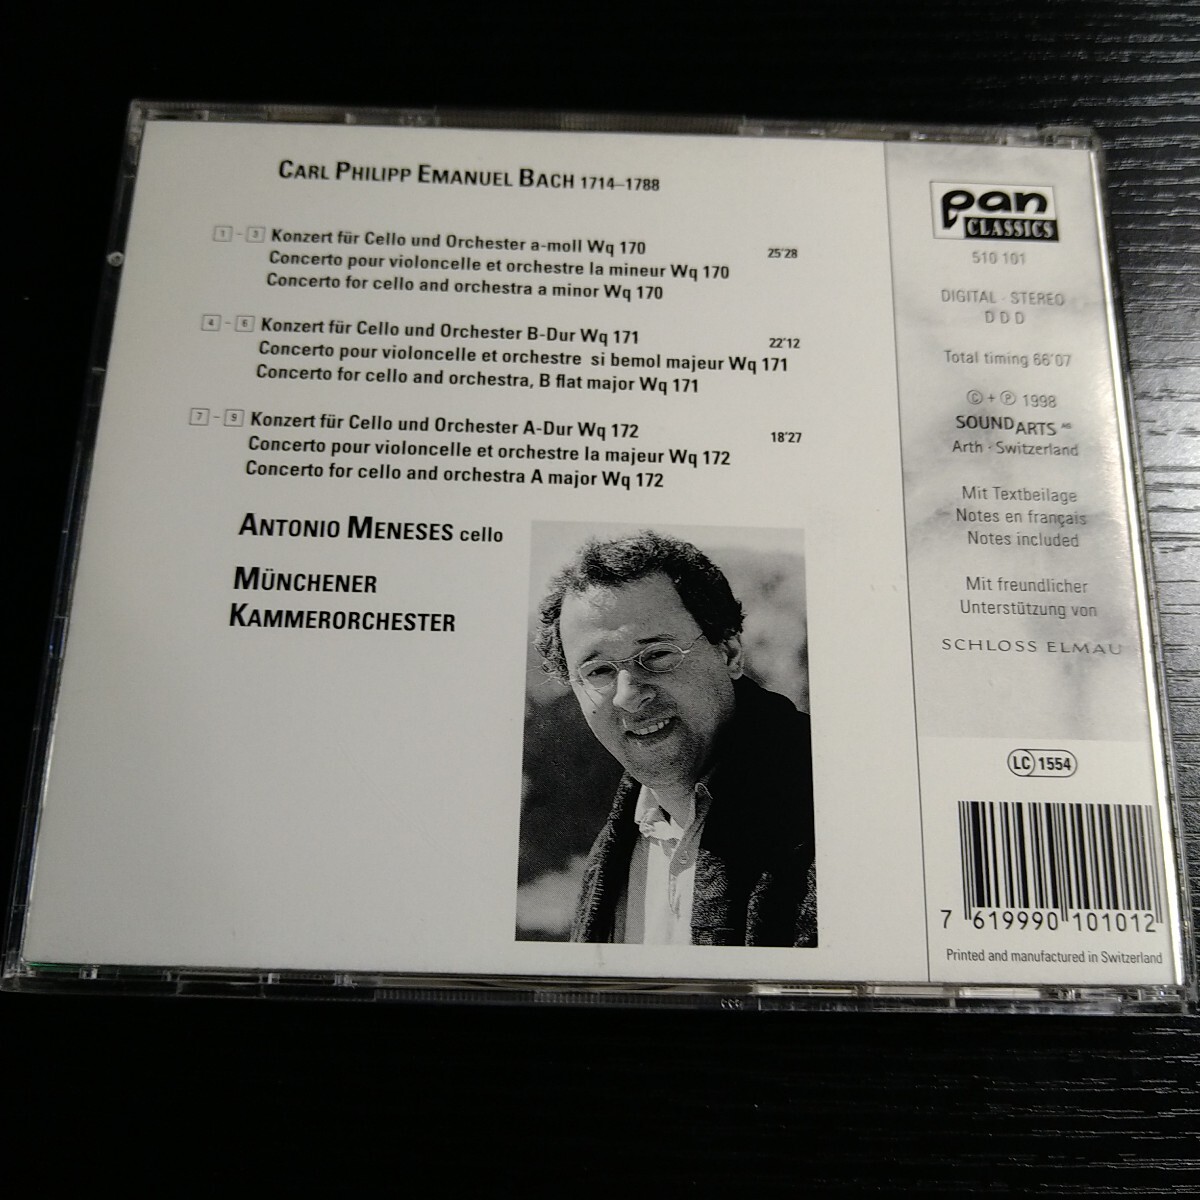 CARL PHILIPP EMANUEL BACH 1714–1788
1 - 3 Konzert für Cello und Orchester a-moll Wq 170 25'28
Concerto pour violoncelle et orchestre la mineur Wq 170
Concerto for cello and orchestra a minor Wq 170
4 - 6 Konzert für Cello und Orchester B-Dur Wq 171 22'12
Concerto pour violoncelle et orchestre si bemol majeur Wq 171
Concerto for cello and orchestra, B flat major Wq 171
7 - 9 Konzert für Cello und Orchester A-Dur Wq 172 18'27
Concerto pour violoncelle et orchestre la majeur Wq 172
Concerto for cello and orchestra A major Wq 172
ANTONIO MENESES cello
MÜNCHENER
KAMMERORCHESTER
pan
CLASSICS
510 101
DIGITAL · STEREO
D D D
Total timing 66'07
© + ℗ 1998
SOUNDARTS AG
Arth · Switzerland
Mit Textbeilage
Notes en français
Notes included
Mit freundlicher
Unterstützung von
SCHLOSS ELMAU
LC 1554
7 619990 101012
Printed and manufactured in Switzerland